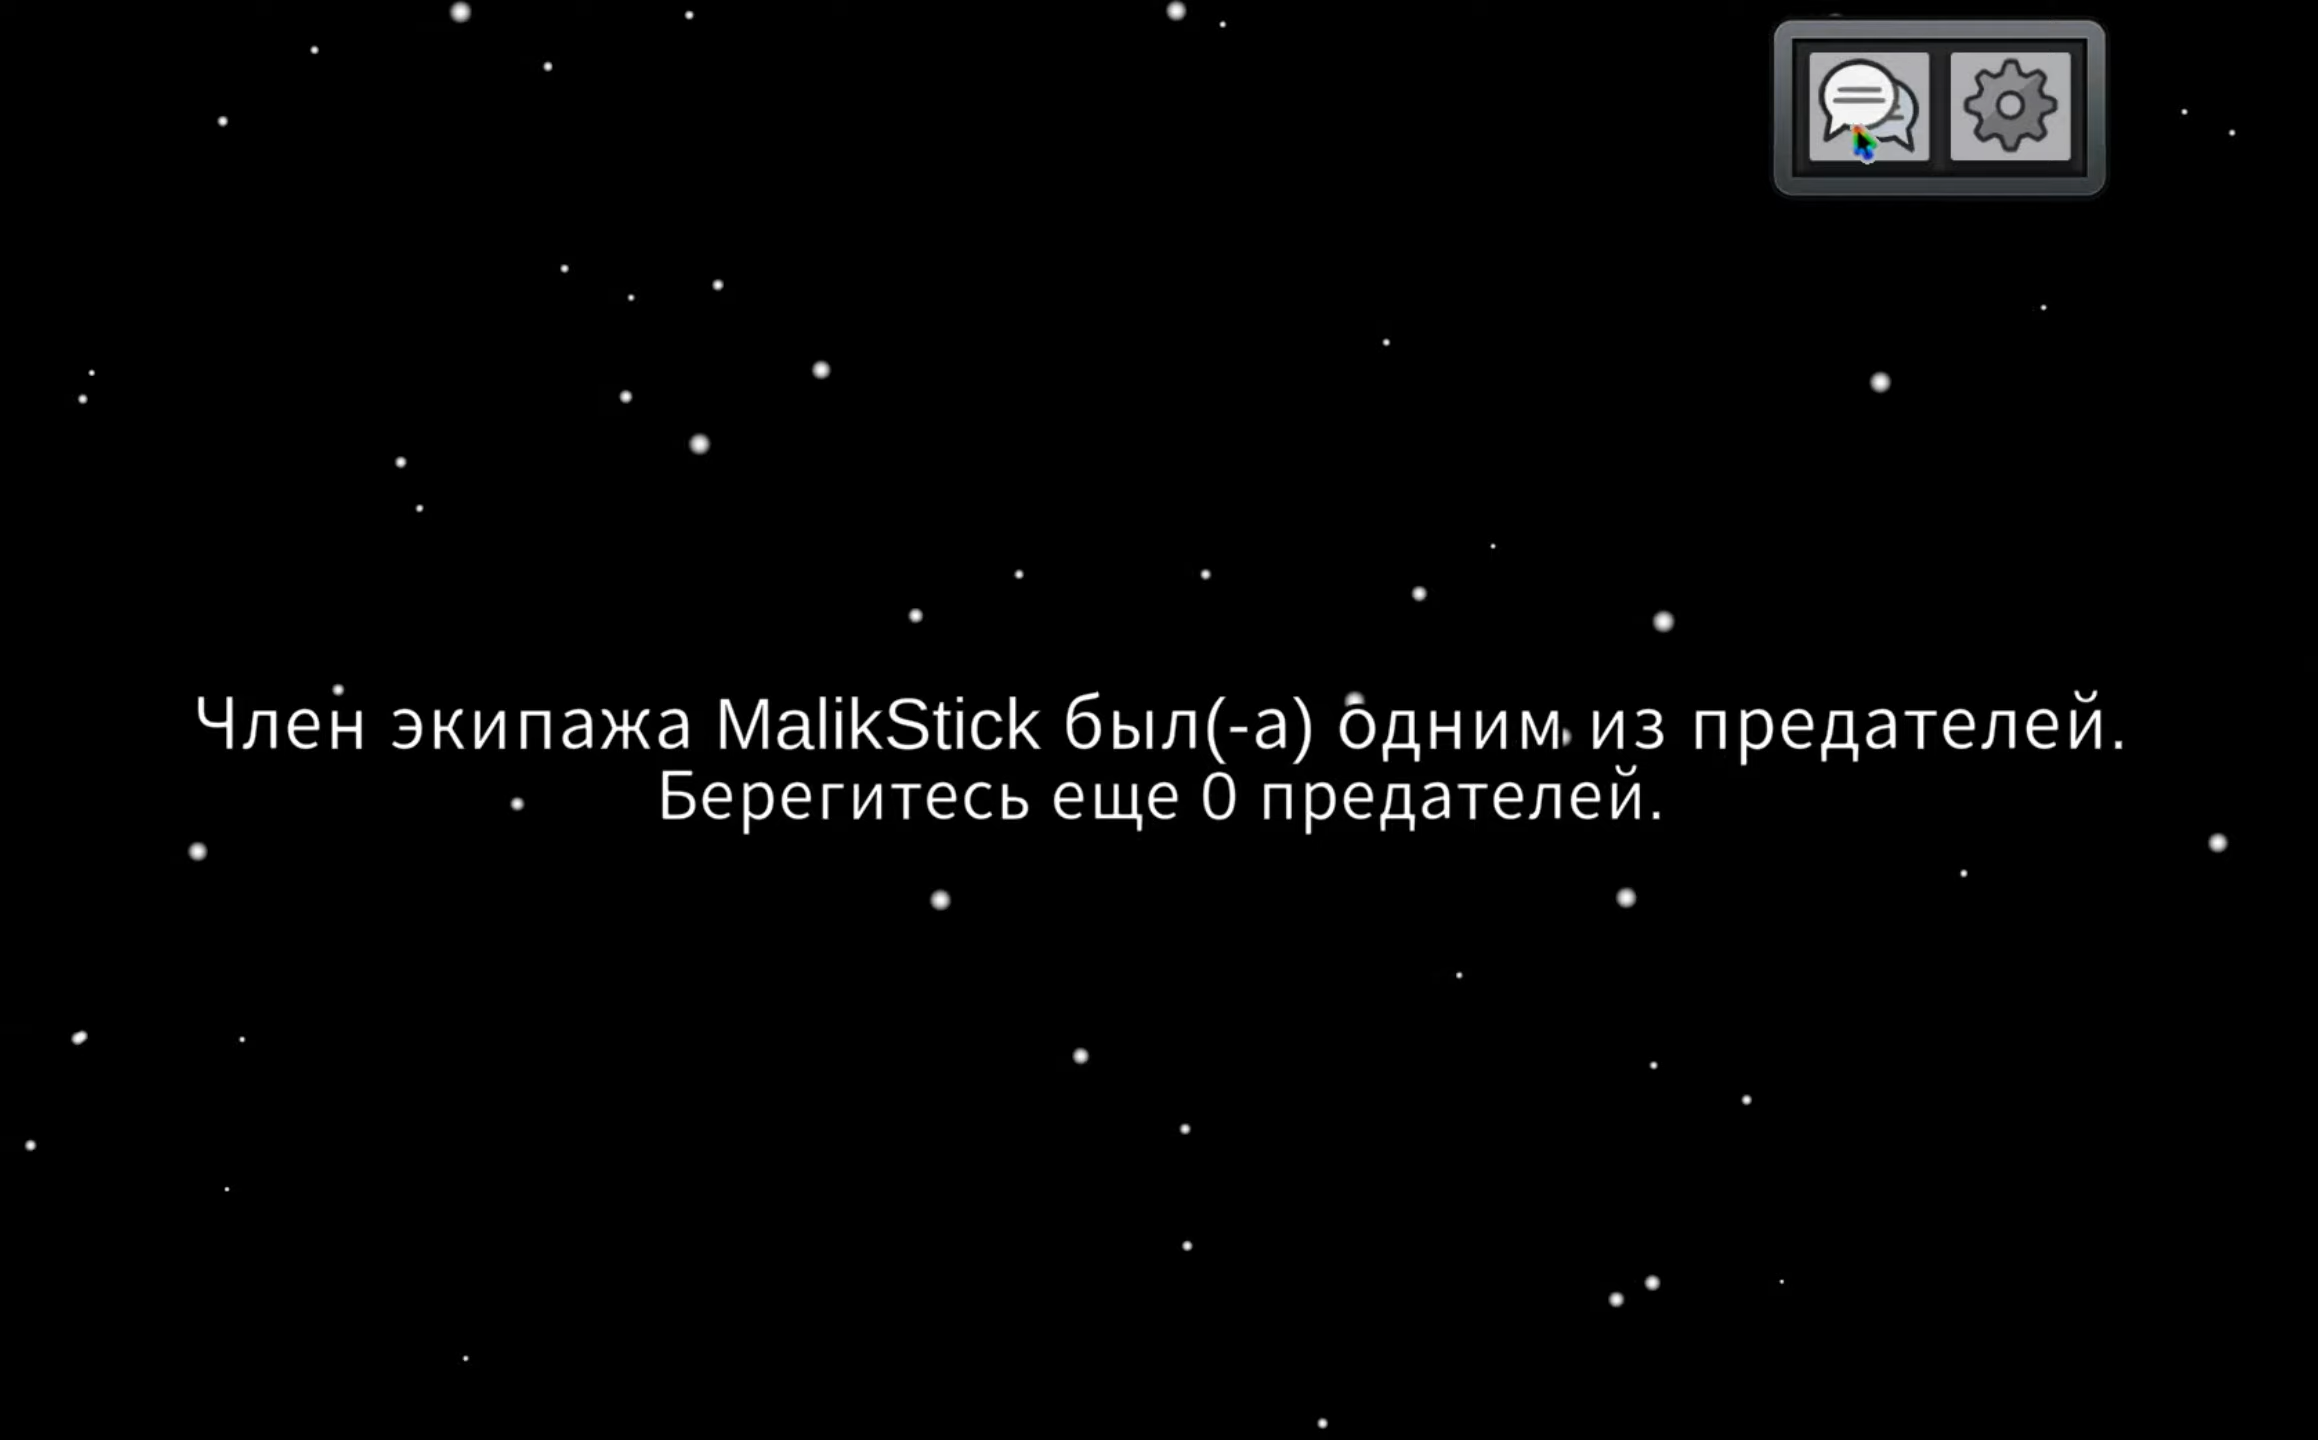 Член экипажа MalikStick был(-а) одним из предателей.
Берегитесь еще 0 предателей.